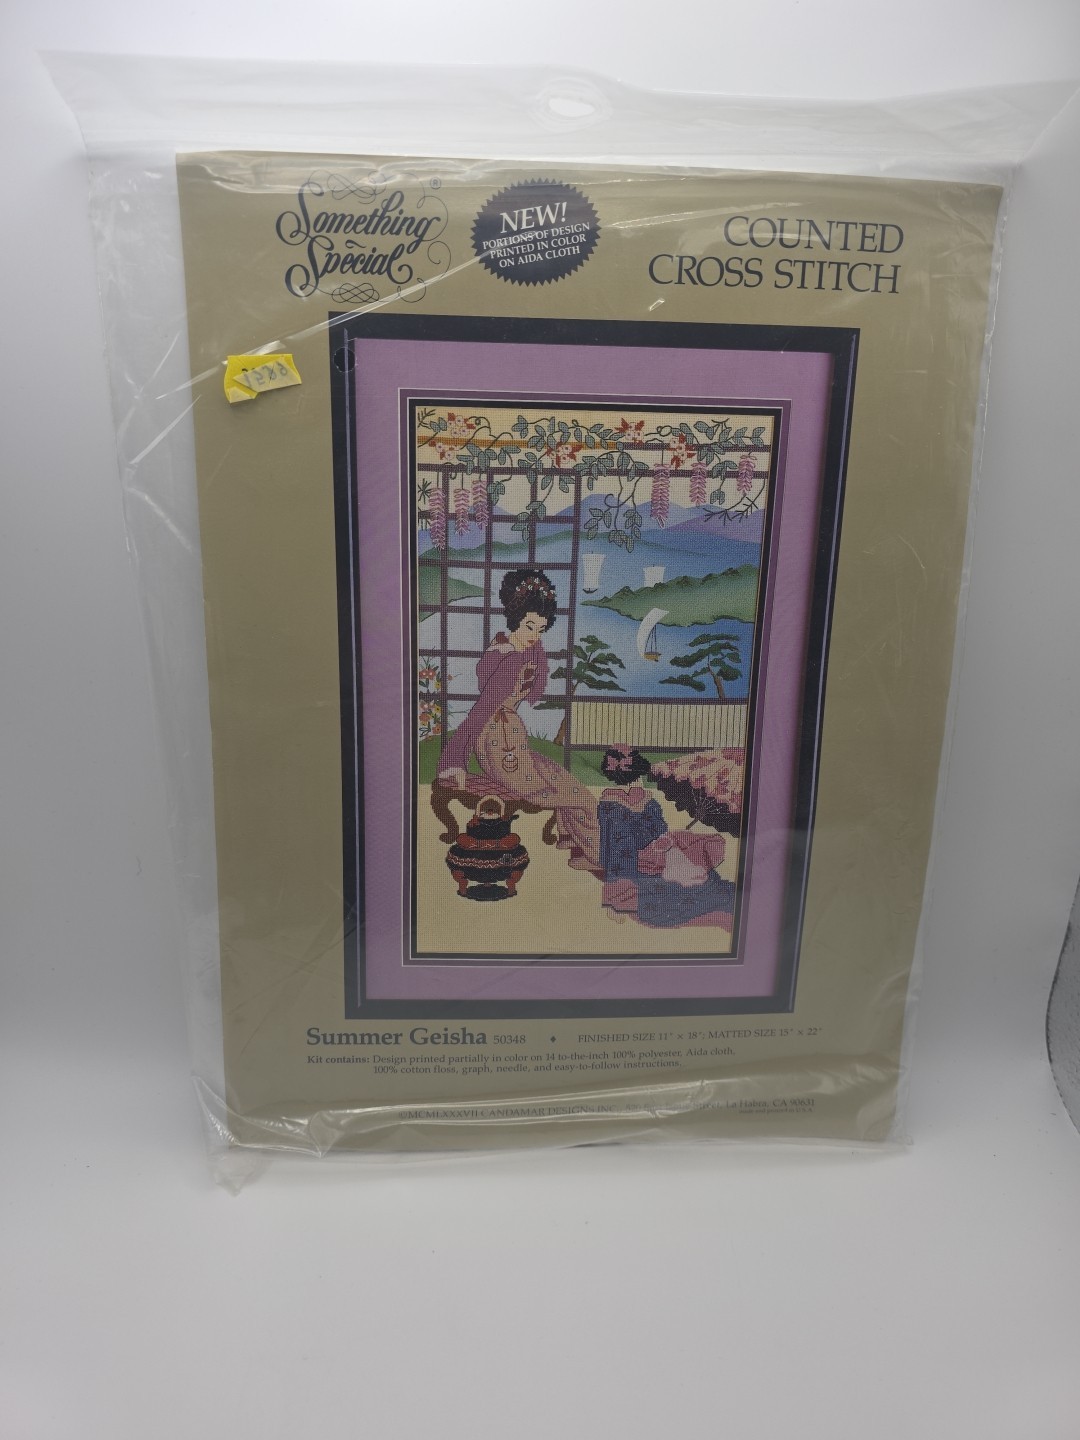 Something
Special
®
NEW!
PORTIONS OF DESIGN
PRINTED IN COLOR
ON AIDA CLOTH
COUNTED
CROSS STITCH
Summer Geisha 50348 ♦ FINISHED SIZE 11" × 18"; MATTED SIZE 15" × 22"
Kit contains: Design printed partially in color on 14 to-the-inch 100% polyester, Aida cloth,
100% cotton floss, graph, needle, and easy-to-follow instructions.
©MCMLXXXVII CANDAMAR DESIGNS INC., La Habra, CA 90631